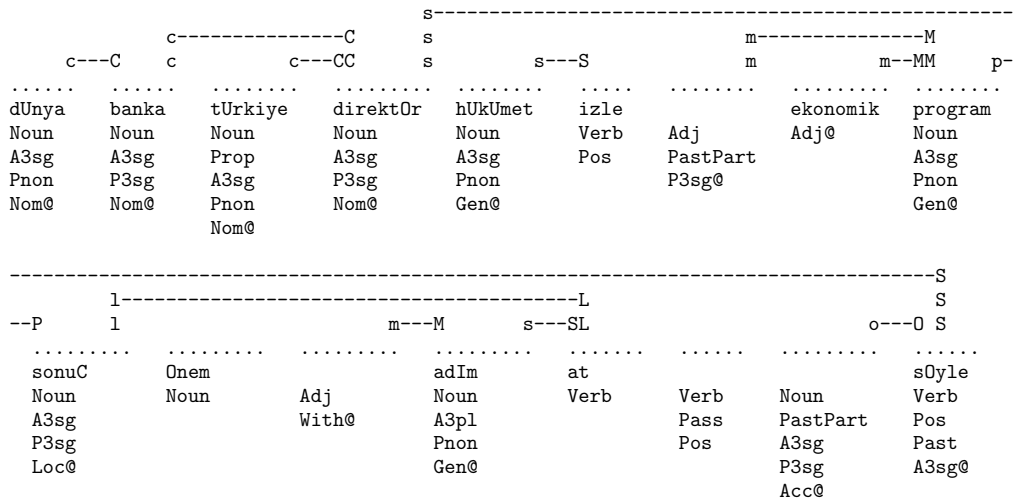 s----------------------------------------------------
c---------------C s m---------------M
c---C c c---CC s s---S m m--MM p-
...... ...... ........ ......... ........ ..... ........ ......... ........
dUnya banka tUrkiye direktOr hUkUmet izle ekonomik program
Noun Noun Noun Noun Noun Verb Adj Adj@ Noun
A3sg A3sg Prop A3sg A3sg Pos PastPart A3sg
Pnon P3sg A3sg P3sg Pnon P3sg@ Pnon
Nom@ Nom@ Pnon Nom@ Gen@ Gen@
Nom@
-----------------------------------------------------------------------------------S
l-----------------------------------------L S
--P l m---M s---SL o---O S
......... ......... ......... ......... ....... ...... ......... ......
sonuC Onem adIm at sOyle
Noun Noun Adj Noun Verb Verb Noun Verb
A3sg With@ A3pl Pass PastPart Pos
P3sg Pnon Pos A3sg Past
Loc@ Gen@ P3sg A3sg@
Acc@